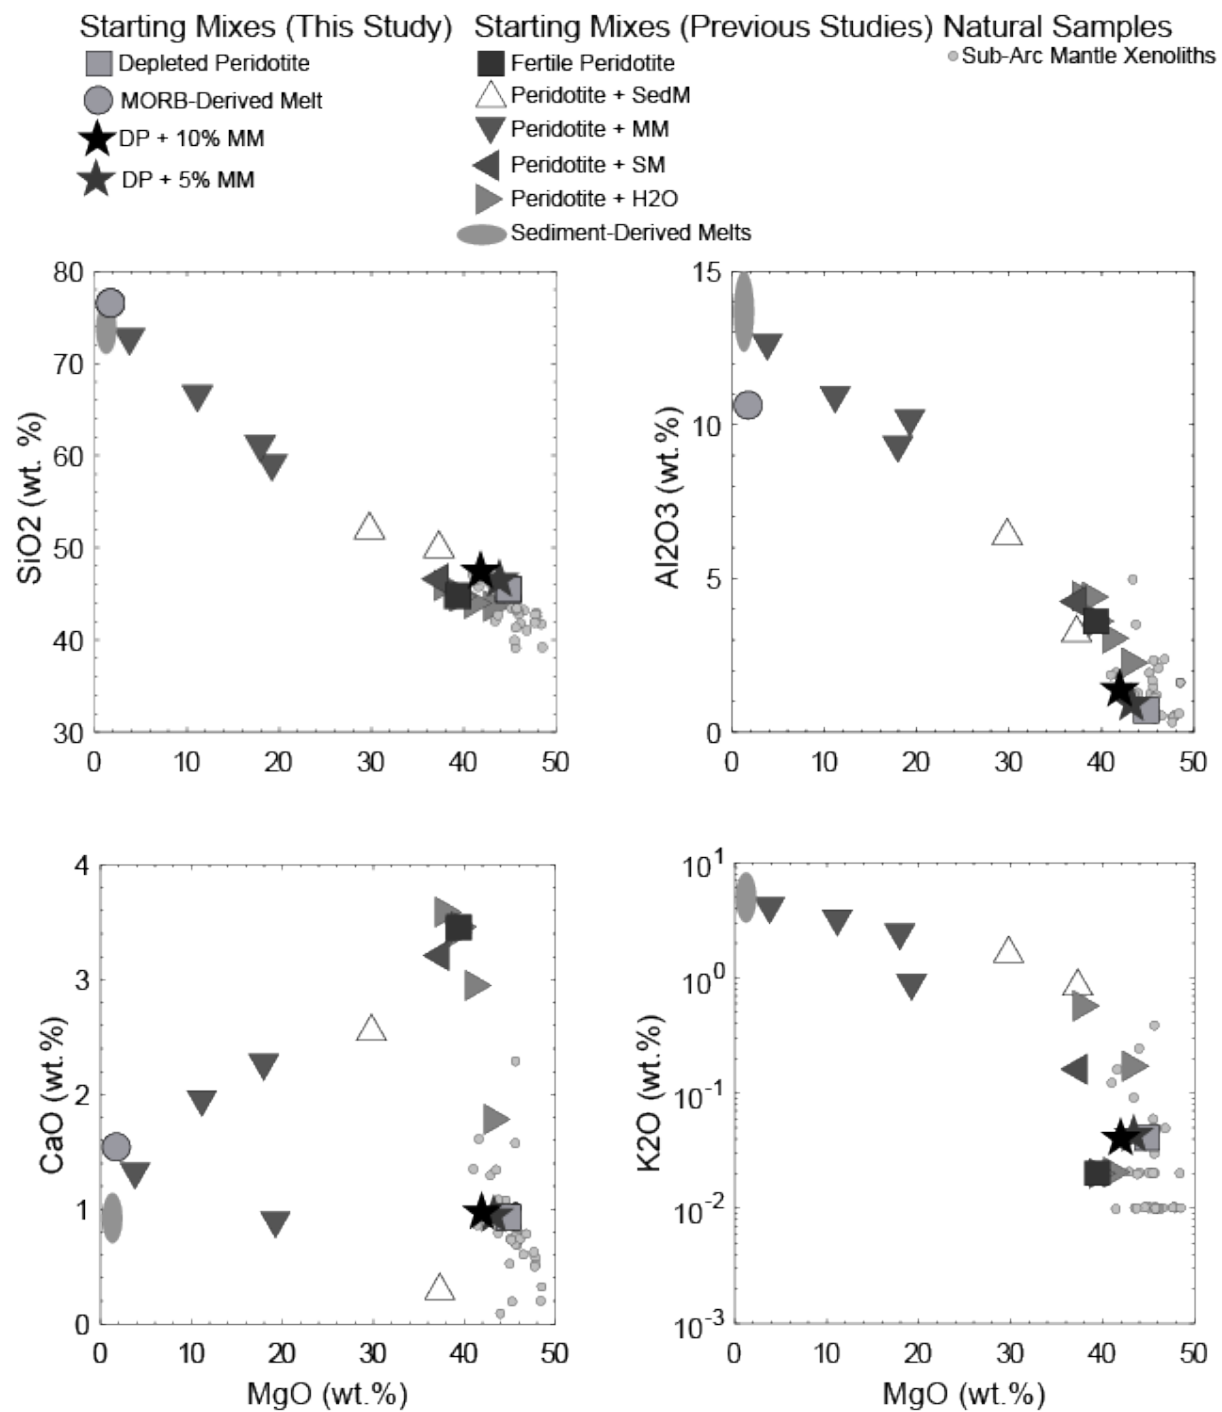 Starting Mixes (This Study) Starting Mixes (Previous Studies) Natural Samples
Depleted Peridotite
MORB-Derived Melt
DP + 10% MM
DP + 5% MM
Fertile Peridotite
Peridotite + SedM
Peridotite + MM
Peridotite + SM
Peridotite + H2O
Sediment-Derived Melts
Sub-Arc Mantle Xenoliths
SiO2 (wt. %)
80
70
60
50
40
30
0 10 20 30 40 50
Al2O3 (wt.%)
15
10
5
0
0 10 20 30 40 50
CaO (wt.%)
4
3
2
1
0
0 10 20 30 40 50
MgO (wt.%)
K2O (wt.%)
10^1
10^0
10^-1
10^-2
10^-3
0 10 20 30 40 50
MgO (wt.%)